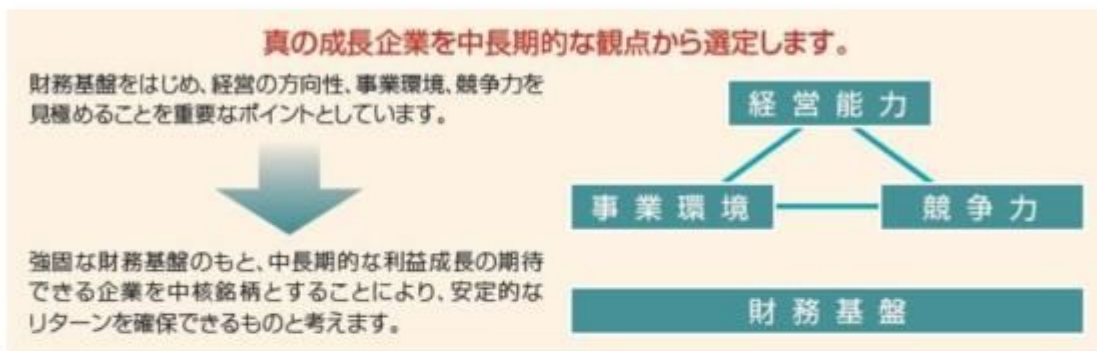 真の成長企業を中長期的な観点から選定します。
財務基盤をはじめ、経営の方向性、事業環境、競争力を
見極めることを重要なポイントとしています。
強固な財務基盤のもと、中長期的な利益成長の期待
できる企業を中核銘柄とすることにより、安定的な
リターンを確保できるものと考えます。
経営能力
事業環境
競争力
財務基盤